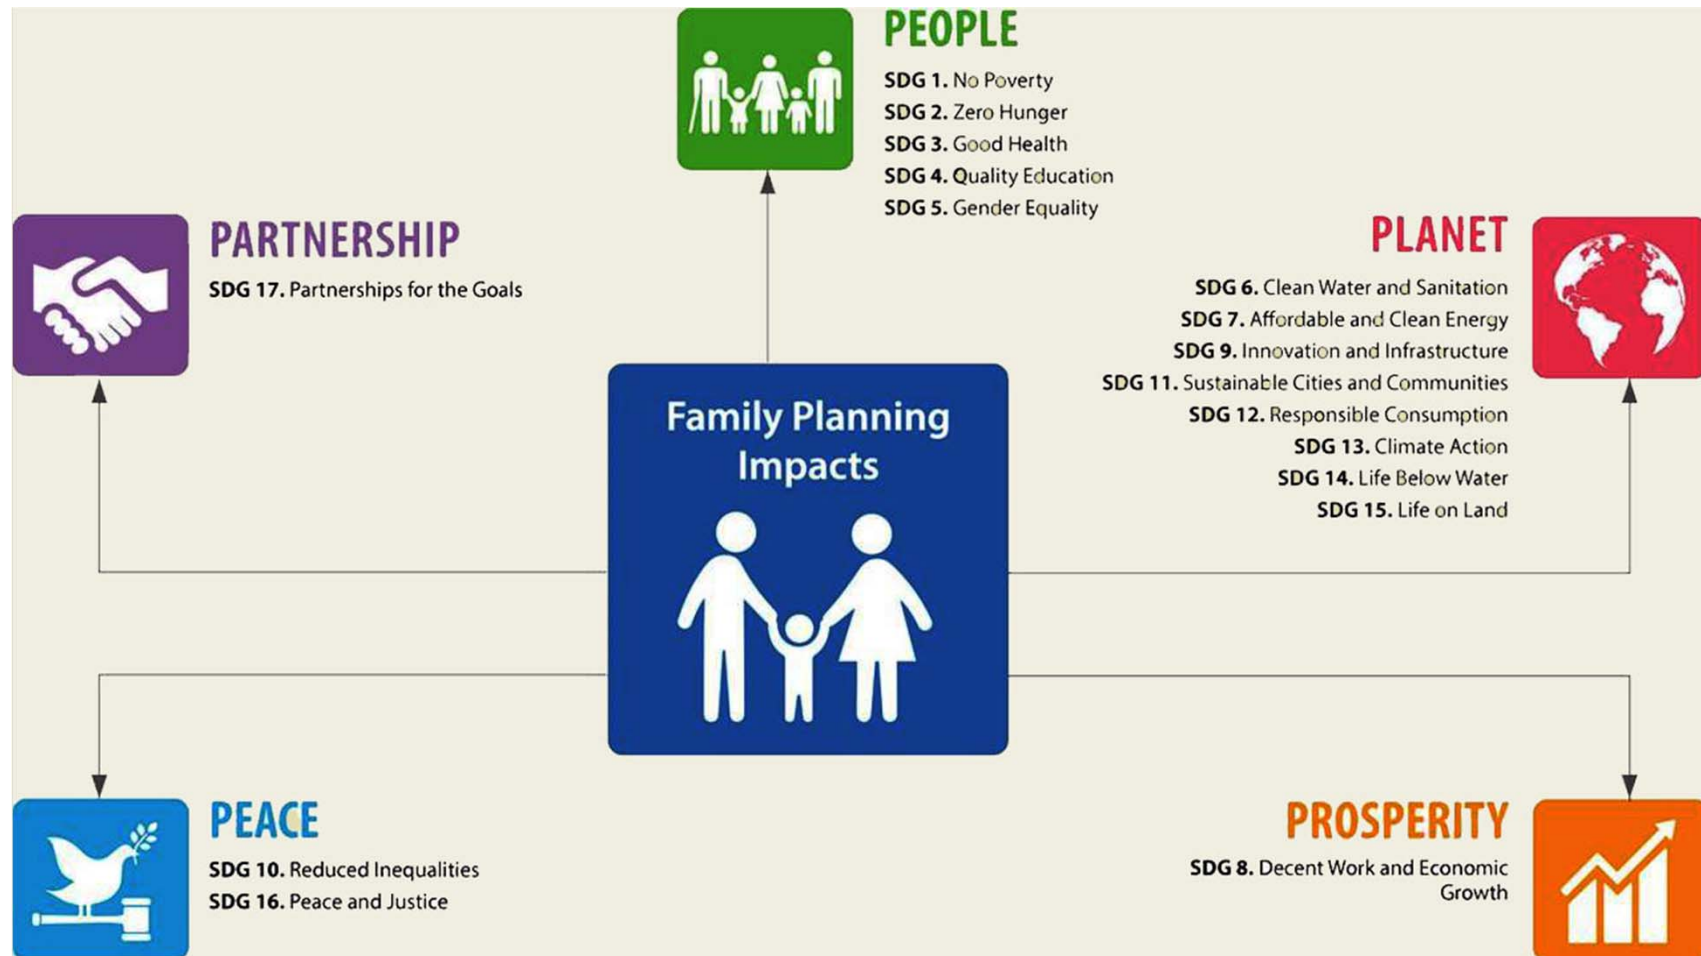 PEOPLE
SDG 1. No Poverty
SDG 2. Zero Hunger
SDG 3. Good Health
SDG 4. Quality Education
SDG 5. Gender Equality
PARTNERSHIP
SDG 17. Partnerships for the Goals
PLANET
SDG 6. Clean Water and Sanitation
SDG 7. Affordable and Clean Energy
SDG 9. Innovation and Infrastructure
SDG 11. Sustainable Cities and Communities
SDG 12. Responsible Consumption
SDG 13. Climate Action
SDG 14. Life Below Water
SDG 15. Life on Land
Family Planning
Impacts
PEACE
SDG 10. Reduced Inequalities
SDG 16. Peace and Justice
PROSPERITY
SDG 8. Decent Work and Economic
Growth